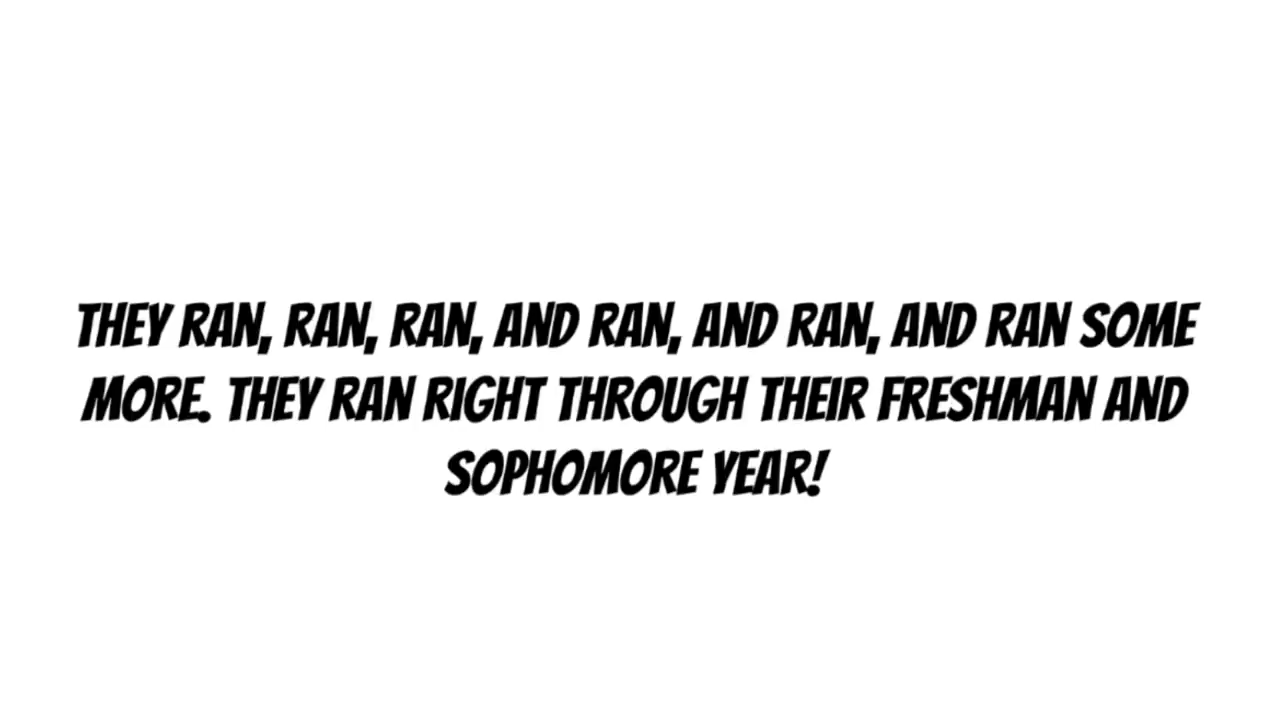 THEY RAN, RAN, RAN, AND RAN, AND RAN, AND RAN SOME
MORE. THEY RAN RIGHT THROUGH THEIR FRESHMAN AND
SOPHOMORE YEAR!